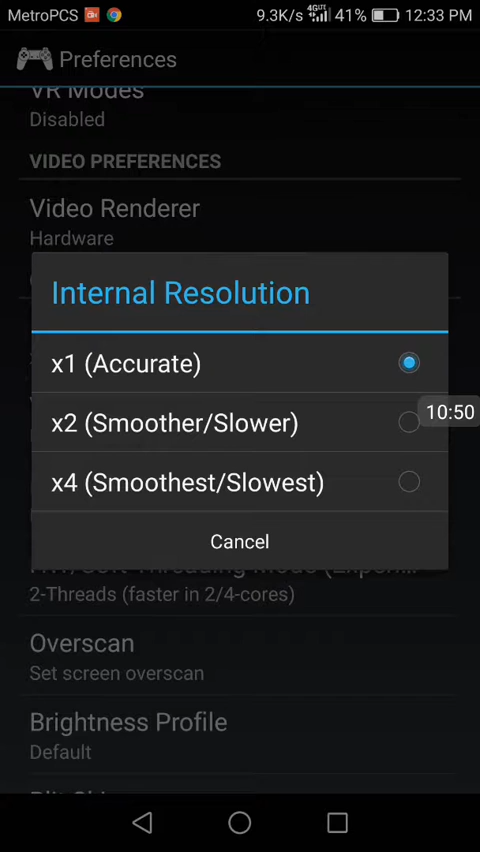 MetroPCS 9.3K/s 4G LTE 41% 12:33 PM
Preferences
VR Modes
Disabled
VIDEO PREFERENCES
Video Renderer
Hardware
Internal Resolution
x1 (Accurate)
10:50
x2 (Smoother/Slower)
x4 (Smoothest/Slowest)
Cancel
2-Threads (faster in 2/4-cores)
Overscan
Set screen overscan
Brightness Profile
Default